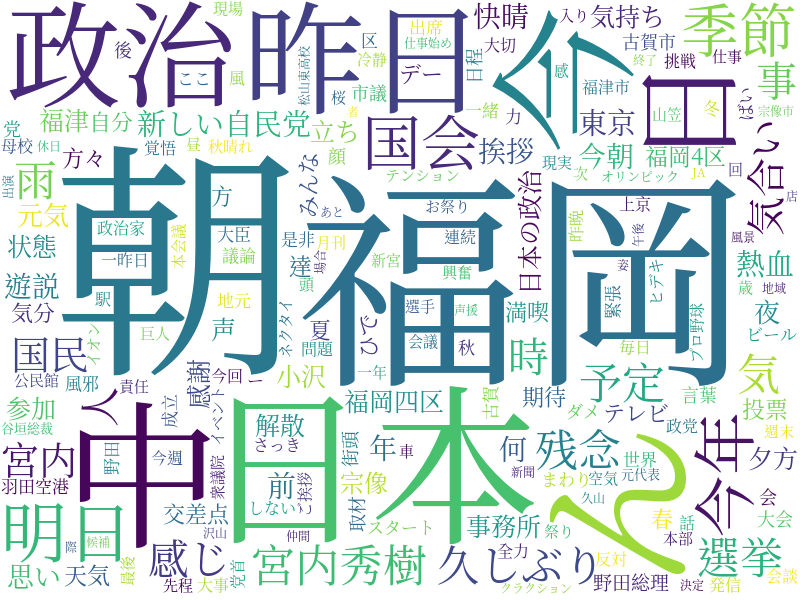 現場
入り
気持ち
古賀市
季節
政治
昨日
今
日
快晴
出席
仕事始め
大切
挑戦
仕事
後
ここ
風
区
冷静
デー
日程
感
終了
事
松山東高校
桜
市議
一緒
力
福津市
山笠
冬
ぱい
宗像市
党
福津
自分
新しい自民党
立ち
国会
挨拶
東京
母校
休日
覚悟
昼
秋晴れ
者
顔
テンション
現実
今朝
福岡4区
気合い
出演
方々
雨
朝
福岡
みんな
次
オリンピック
JA
回
店
元気
方
あと
お祭り
上京
昨晩
風景
政治家
大臣
是非
月刊
連続
日本の政治
午後
姿
状態
一昨日
本会議
議論
達
場合
新宮
興奮
緊張
ヒデキ
地域
熱血
遊説
駅
地元
頭
選手
声援
満喫
歳
夜
気分
イオン
巨人
声
ネクタイ
夏
ひで
会議
秋
プロ野球
毎日
ビール
国民
公民館
風邪
責任
感謝
今回
ー
問題
一年
時
予定
気
参加
谷垣総裁
人
成立
イベント
小沢
福岡四区
古賀
期待
ダメ
言葉
週末
宮内
野田
今週
中
日本
解散
さっき
街頭
年
車
何
テレビ
政党
投票
残念
今年
羽田空港
衆議院
前
しない
ご挨拶
宗像
新聞
世界
夕方
明日
交差点
取材
事務所
まわり
空気
元代表
春
話
会
沢山
仲間
スタート
祭り
久山
本部
大会
際
候補
感じ
宮内秀樹
久しぶり
全力
反対
選挙
思い
天気
最後
先程
大事
党首
クラクション
野田総理
決定
発信
会談
ん